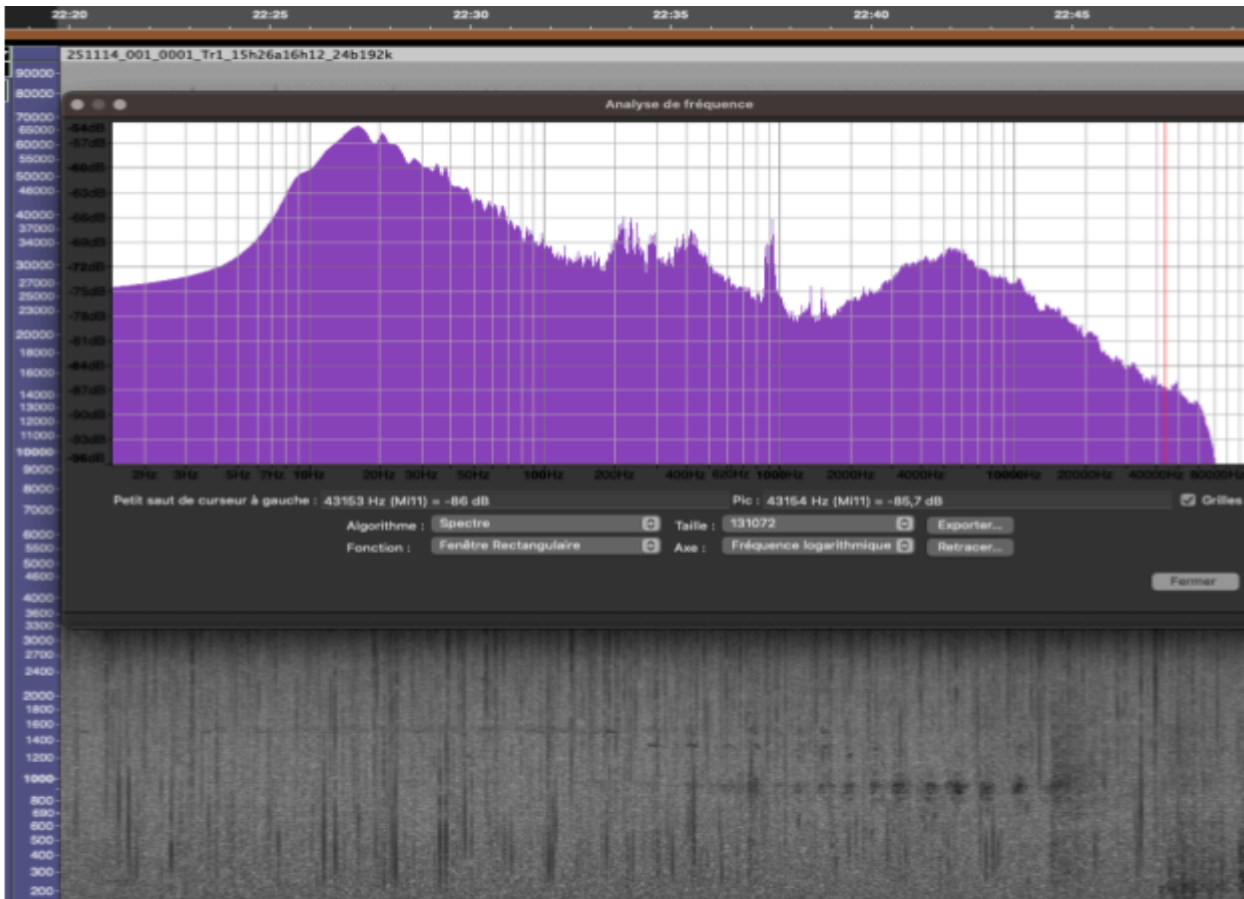 22:20 22:25 22:30 22:35 22:40 22:45
251114_001_0001_Tr1_15h26a16h12_24b192k
90000
80000
Analyse de fréquence
70000
65000
60000
55000
50000
46000
40000
37000
34000
30000
27000
25000
23000
20000
18000
16000
14000
13000
12000
11000
10000
9000
8000
7000
6000
5500
5000
4600
4000
3600
3300
3000
2700
2400
2000
1800
1600
1400
1200
1000
800
690
600
500
400
300
200
-54dB
-57dB
-60dB
-63dB
-66dB
-69dB
-72dB
-75dB
-78dB
-81dB
-84dB
-87dB
-90dB
-93dB
-96dB
2Hz 3Hz 5Hz 7Hz 10Hz 20Hz 30Hz 50Hz 100Hz 200Hz 400Hz 620Hz 1000Hz 2000Hz 4000Hz 10000Hz 20000Hz 40000Hz 60000Hz
Petit saut de curseur à gauche : 43153 Hz (Mi11) = -86 dB Pic : 43154 Hz (Mi11) = -85,7 dB Grilles
Algorithme : Spectre Taille : 131072 Exporter...
Fonction : Fenêtre Rectangulaire Axe : Fréquence logarithmique Retracer...
Fermer